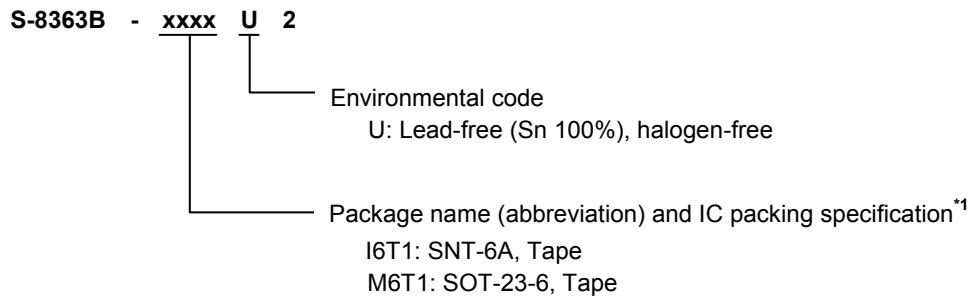 S-8363B - xxxx U 2
Environmental code
U: Lead-free (Sn 100%), halogen-free
Package name (abbreviation) and IC packing specification*1
I6T1: SNT-6A, Tape
M6T1: SOT-23-6, Tape